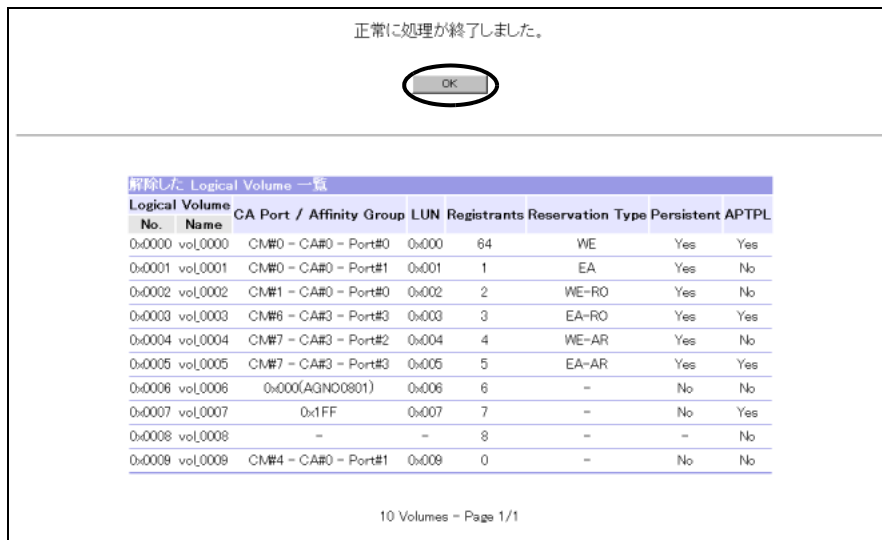 正常に処理が終了しました。
OK
解除した Logical Volume 一覧
Logical Volume CA Port / Affinity Group LUN Registrants Reservation Type Persistent APTPL
No. Name
0x0000 vol_0000 CM#0 - CA#0 - Port#0 0x000 64 WE Yes Yes
0x0001 vol_0001 CM#0 - CA#0 - Port#1 0x001 1 EA Yes No
0x0002 vol_0002 CM#1 - CA#0 - Port#0 0x002 2 WE-RO Yes No
0x0003 vol_0003 CM#6 - CA#3 - Port#3 0x003 3 EA-RO Yes Yes
0x0004 vol_0004 CM#7 - CA#3 - Port#2 0x004 4 WE-AR Yes No
0x0005 vol_0005 CM#7 - CA#3 - Port#3 0x005 5 EA-AR Yes Yes
0x0006 vol_0006 0x000(AGNO0801) 0x006 6 - No No
0x0007 vol_0007 0x1FF 0x007 7 - No Yes
0x0008 vol_0008 - - 8 - - No
0x0009 vol_0009 CM#4 - CA#0 - Port#1 0x009 0 - No No
10 Volumes - Page 1/1